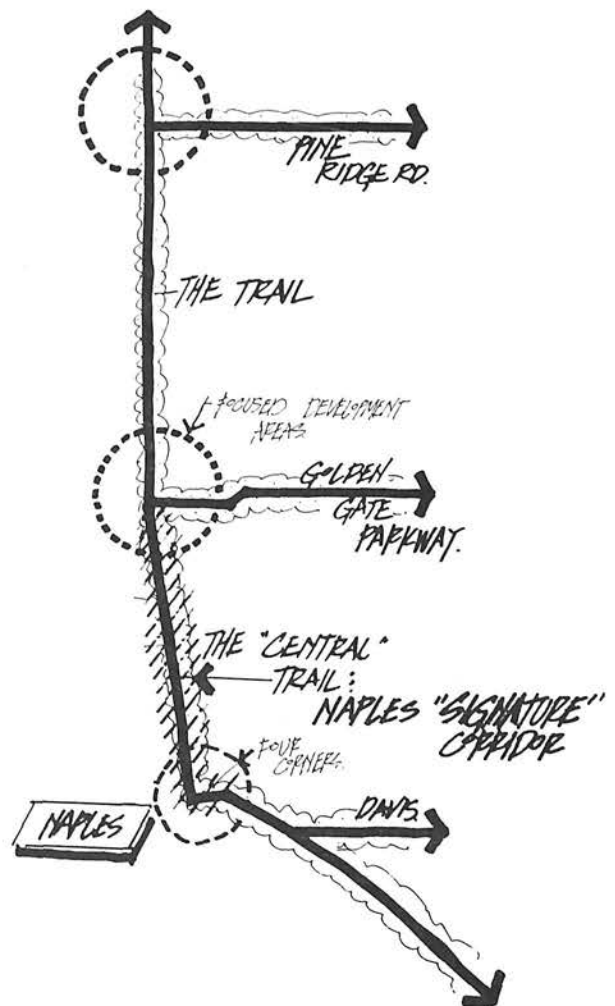 PINE
RIDGE RD.
THE TRAIL
FOCUSED DEVELOPMENT
AREAS
GOLDEN
GATE
PARKWAY.
THE "CENTRAL"
TRAIL:
NAPLES "SIGNATURE"
CORRIDOR
FOUR
CORNERS.
DAVIS.
NAPLES